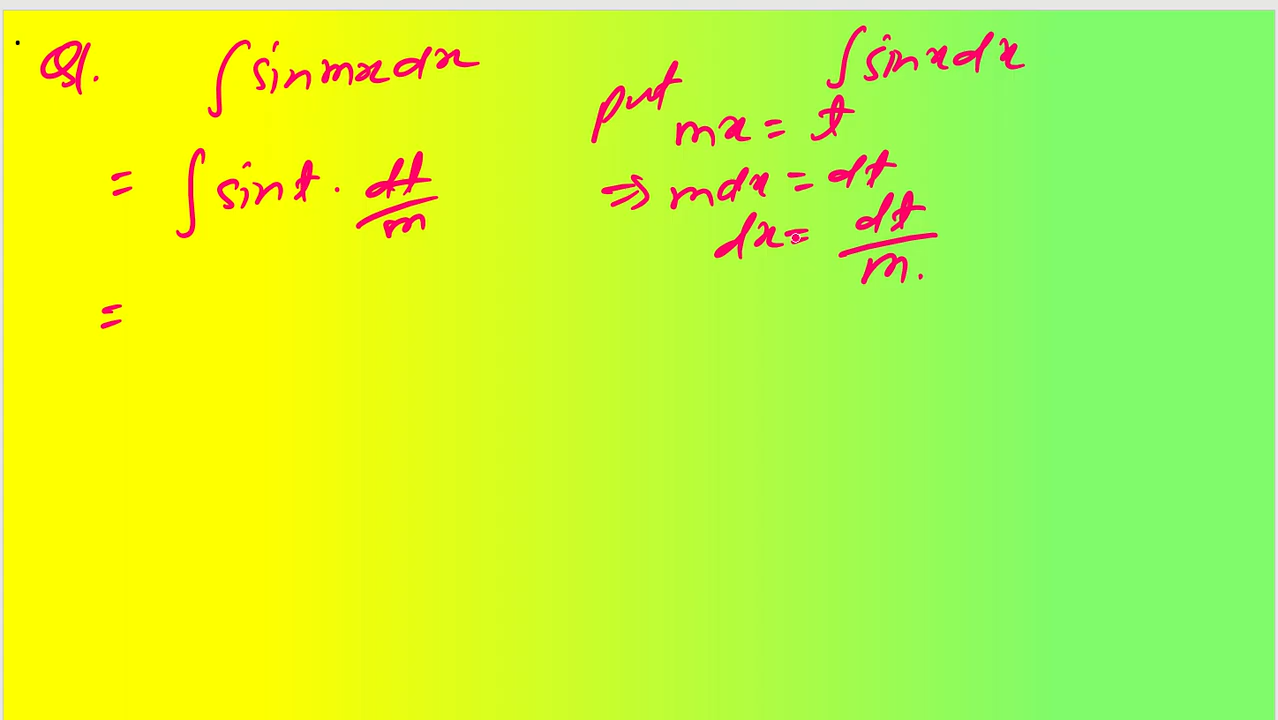 Q1. ∫ sin mx dx
∫ sin x dx
put mx = t
= ∫ sin t · dt/m
⇒ m dx = dt
dx = dt/m.
=